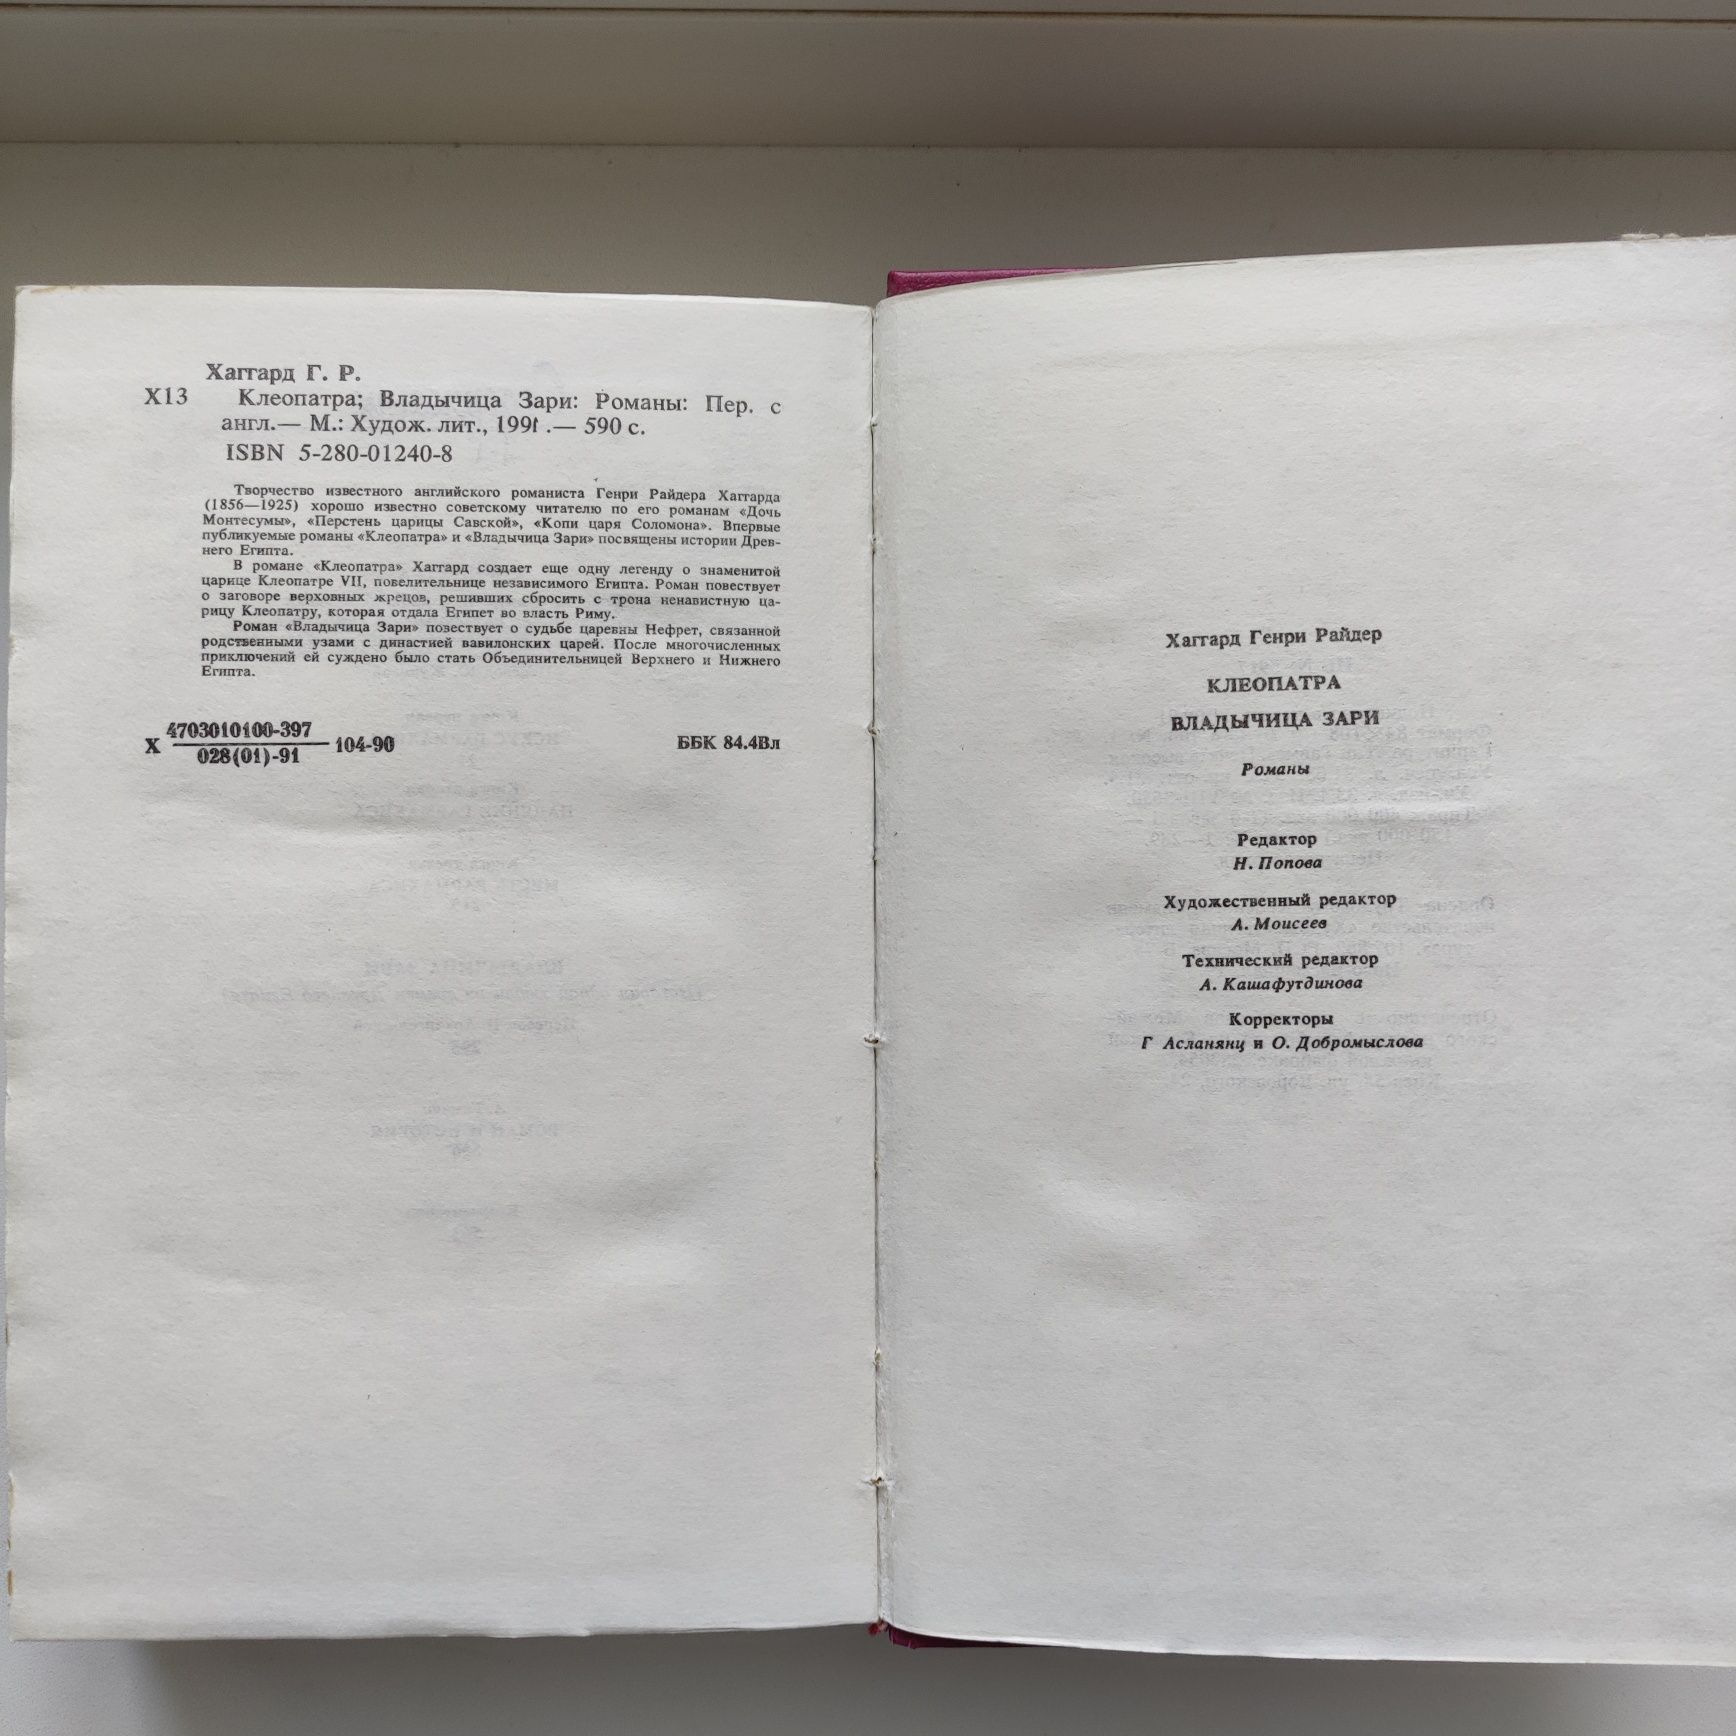 Хаггард Г. Р.
Х13 Клеопатра; Владычица Зари: Романы: Пер. с
англ.— М.: Худож. лит., 1991 .— 590 с.
ISBN 5-280-01240-8
Творчество известного английского романиста Генри Райдера Хаггарда
(1856—1925) хорошо известно советскому читателю по его романам «Дочь
Монтесумы», «Перстень царицы Савской», «Копи царя Соломона». Впервые
публикуемые романы «Клеопатра» и «Владычица Зари» посвящены истории Древ-
него Египта.
В романе «Клеопатра» Хаггард создает еще одну легенду о знаменитой
царице Клеопатре VII, повелительнице независимого Египта. Роман повествует
о заговоре верховных жрецов, решивших сбросить с трона ненавистную ца-
рицу Клеопатру, которая отдала Египет во власть Риму.
Роман «Владычица Зари» повествует о судьбе царевны Нефрет, связанной
родственными узами с династией вавилонских царей. После многочисленных
приключений ей суждено было стать Объединительницей Верхнего и Нижнего
Египта.
4703010100-397
Х 104-90 ББК 84.4Вл
028(01)-91
Хаггард Генри Райдер
КЛЕОПАТРА
ВЛАДЫЧИЦА ЗАРИ
Романы
Редактор
Н. Попова
Художественный редактор
А. Моисеев
Технический редактор
А. Кашафутдинова
Корректоры
Г Асланянц и О. Добромыслова